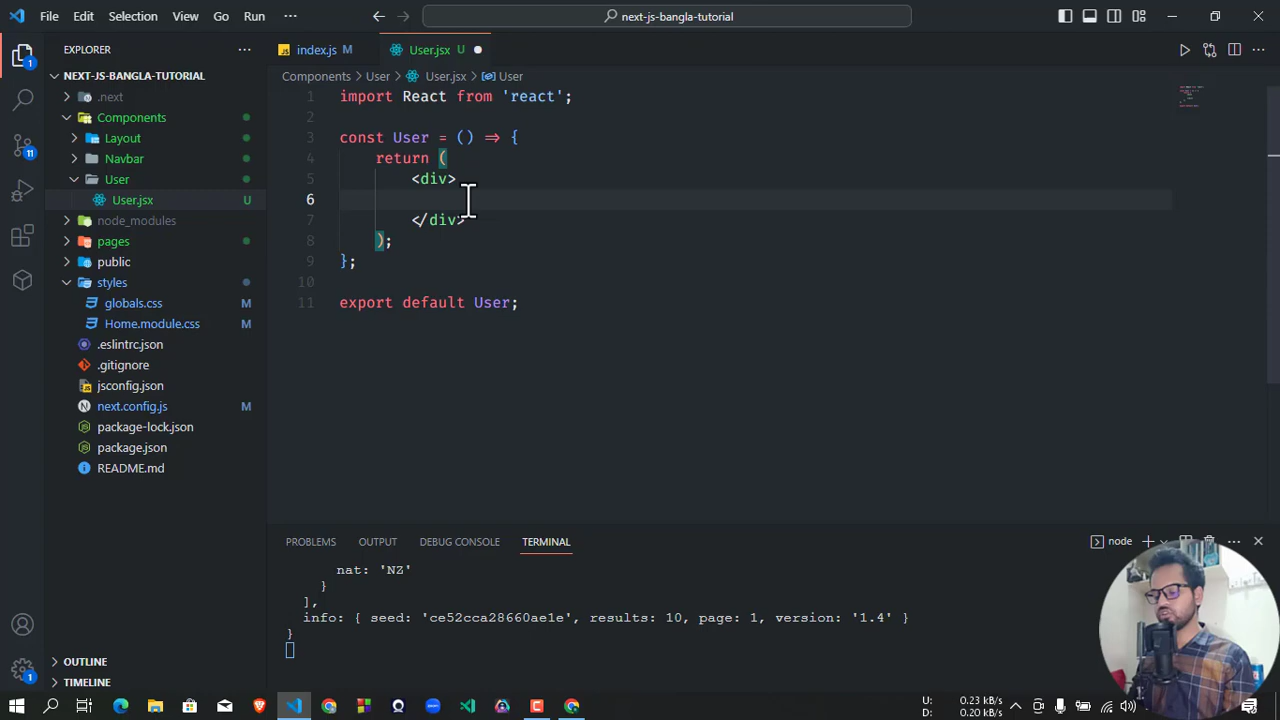 File Edit Selection View Go Run ···
next-js-bangla-tutorial
EXPLORER
NEXT-JS-BANGLA-TUTORIAL
.next
Components
Layout
Navbar
User
User.jsx U
node_modules
pages
public
styles
globals.css M
Home.module.css M
.eslintrc.json
.gitignore
jsconfig.json
next.config.js M
package-lock.json
package.json
README.md
OUTLINE
TIMELINE
1
11
1
index.js M
User.jsx U
Components > User > User.jsx > User
1 import React from 'react';
2
3 const User = () => {
4 return (
5 <div>
6
7 </div>
8 );
9 };
10
11 export default User;
PROBLEMS OUTPUT DEBUG CONSOLE TERMINAL
node
nat: 'NZ'
}
],
info: { seed: 'ce52cca28660ae1e', results: 10, page: 1, version: '1.4' }
}
U: 0.23 kB/s
D: 0.20 kB/s